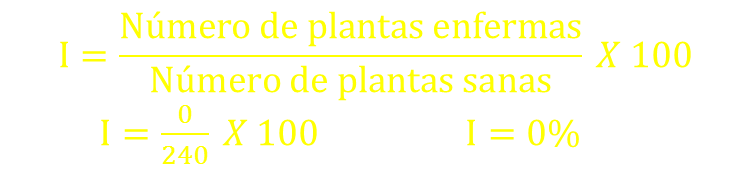 I = Número de plantas enfermas / Número de plantas sanas X 100
I = 0/240 X 100 I = 0%